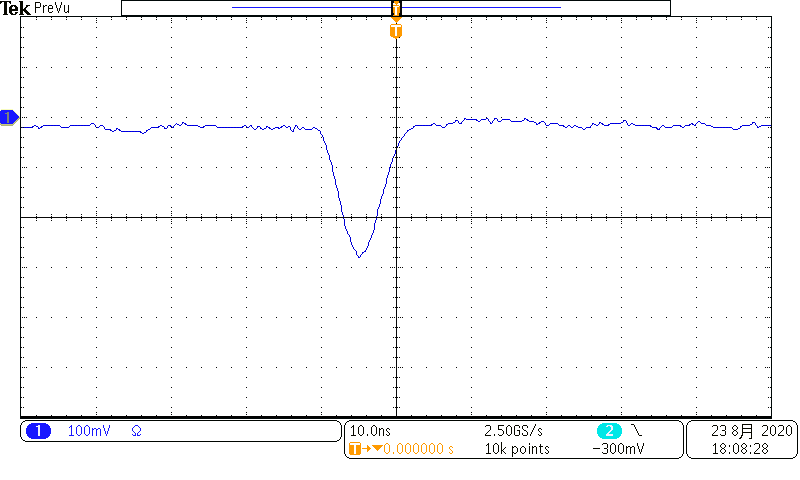 Tek PreVu
T
T
1
1 100mV Ω
10.0ns 2.50GS/s 2
T→▼0.000000 s 10k points −300mV
23 8月 2020
18:08:28